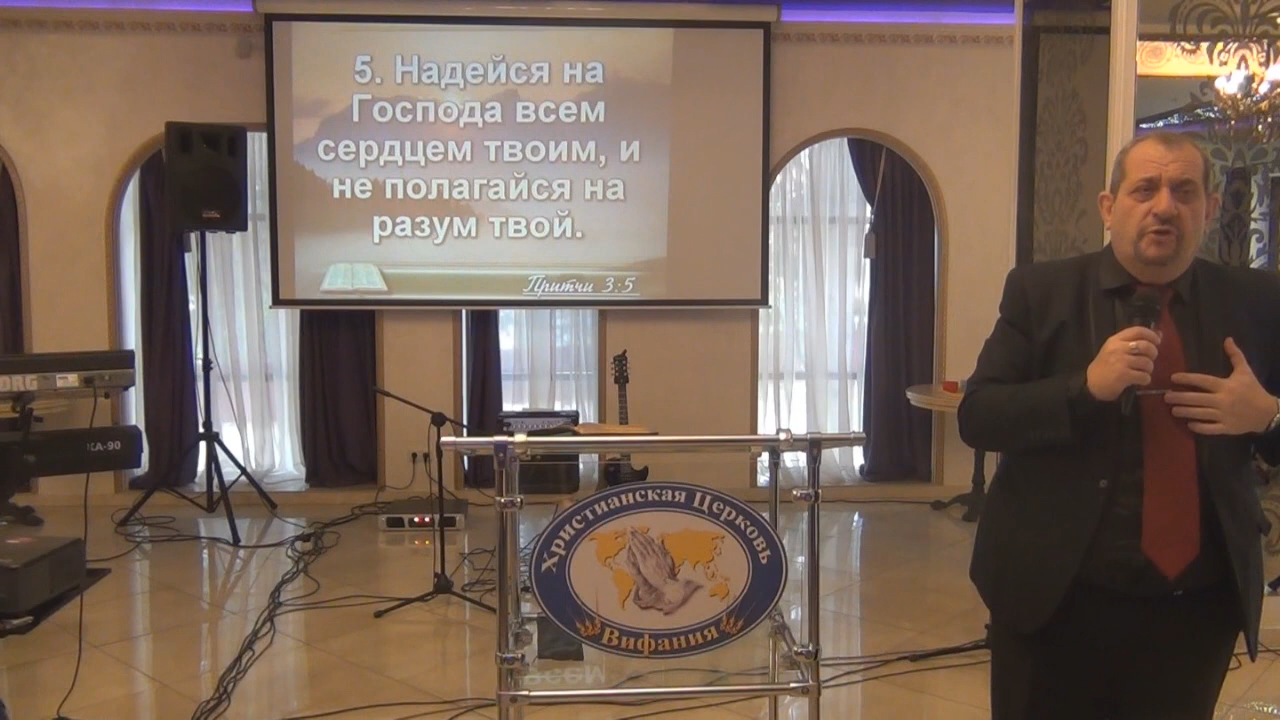 5. Надейся на
Господа всем
сердцем твоим, и
не полагайся на
разум твой.
Притчи 3:5
KA-90
Христианская Церковь
Вифания